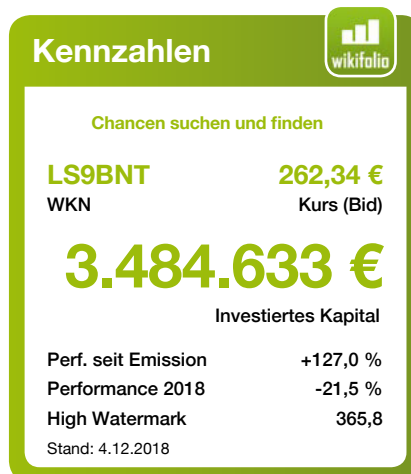 Kennzahlen
wikifolio
Chancen suchen und finden
LS9BNT 262,34 €
WKN Kurs (Bid)
3.484.633 €
Investiertes Kapital
Perf. seit Emission +127,0 %
Performance 2018 -21,5 %
High Watermark 365,8
Stand: 4.12.2018